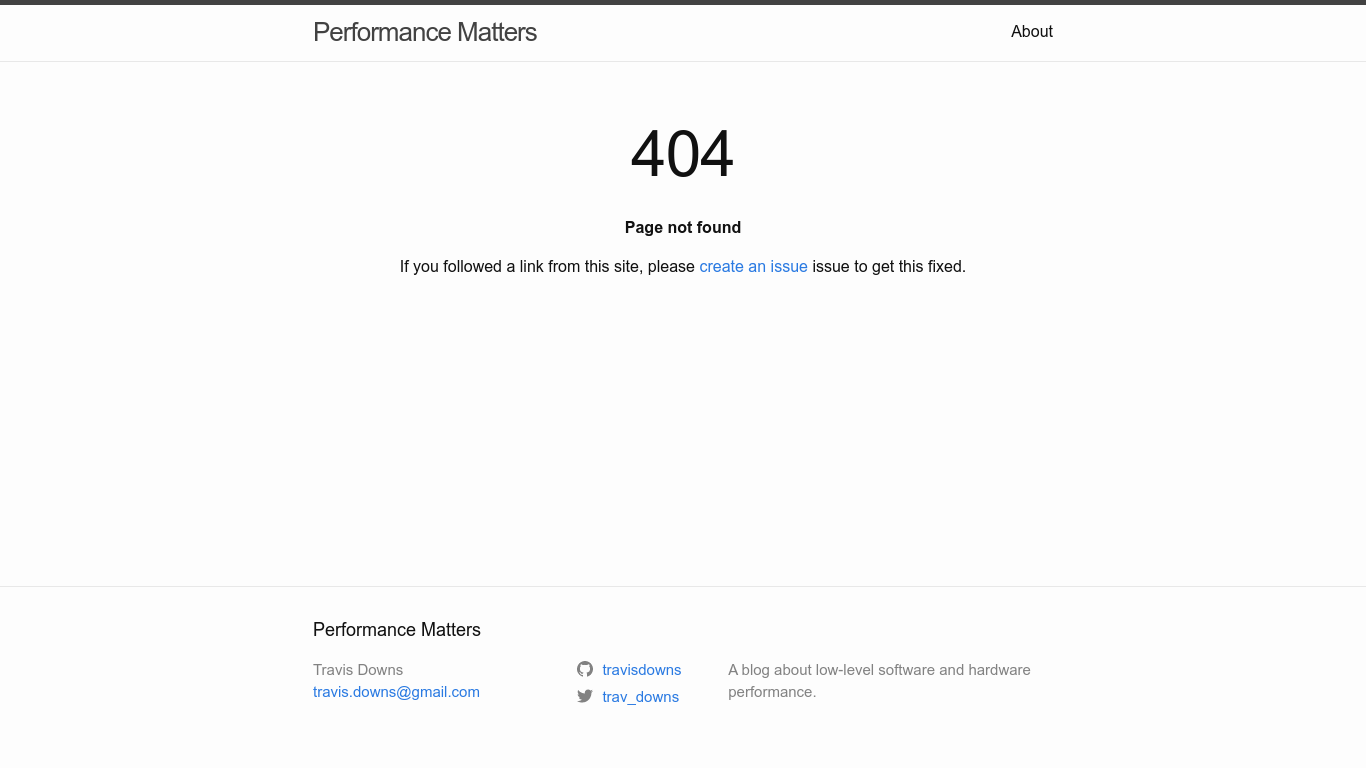 Performance Matters
About
404
Page not found
If you followed a link from this site, please create an issue issue to get this fixed.
Performance Matters
Travis Downs
travis.downs@gmail.com
travisdowns
trav_downs
A blog about low-level software and hardware
performance.